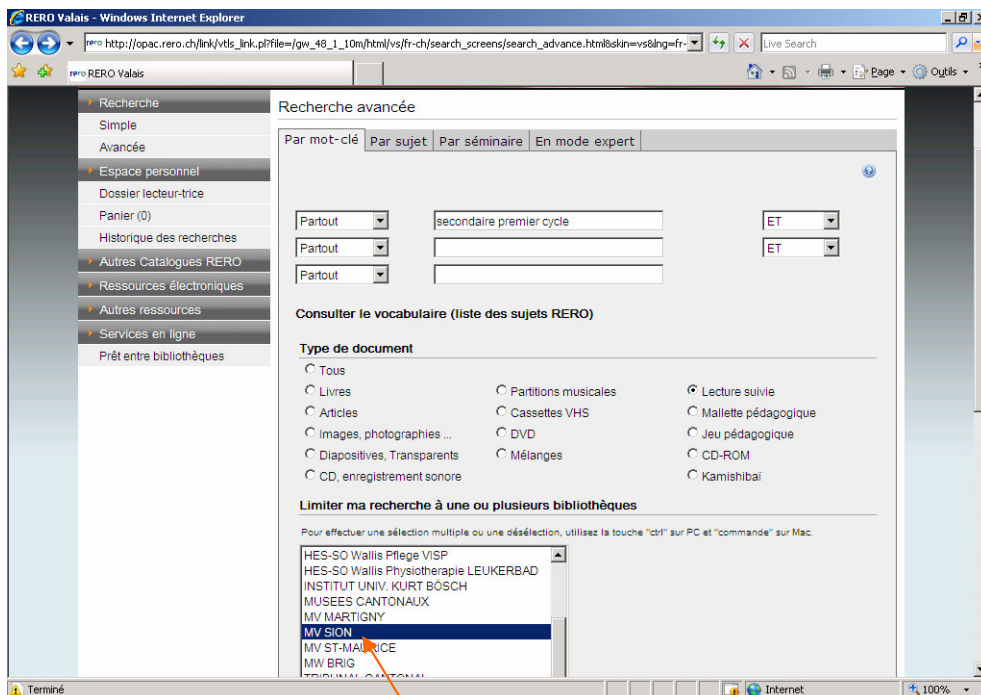 RERO Valais - Windows Internet Explorer
rero http://opac.rero.ch/link/vtls_link.pl?file=/gw_48_1_10m/html/vs/fr-ch/search_screens/search_advance.html&skin=vs&lng=fr- Live Search
rero RERO Valais Page Outils
Recherche
Simple
Avancée
Espace personnel
Dossier lecteur-trice
Panier (0)
Historique des recherches
Autres Catalogues RERO
Ressources électroniques
Autres ressources
Services en ligne
Prêt entre bibliothèques
Recherche avancée
Par mot-clé Par sujet Par séminaire En mode expert
Partout secondaire premier cycle ET
Partout ET
Partout
Consulter le vocabulaire (liste des sujets RERO)
Type de document
Tous
Livres Partitions musicales Lecture suivie
Articles Cassettes VHS Mallette pédagogique
Images, photographies ... DVD Jeu pédagogique
Diapositives, Transparents Mélanges CD-ROM
CD, enregistrement sonore Kamishibaï
Limiter ma recherche à une ou plusieurs bibliothèques
Pour effectuer une sélection multiple ou une désélection, utilisez la touche "ctrl" sur PC et "commande" sur Mac.
HES-SO Wallis Pflege VISP
HES-SO Wallis Physiotherapie LEUKERBAD
INSTITUT UNIV. KURT BÖSCH
MUSEES CANTONAUX
MV MARTIGNY
MV SION
MV ST-MAURICE
MW BRIG
TRIBUNAL CANTONAL
Terminé Internet 100%